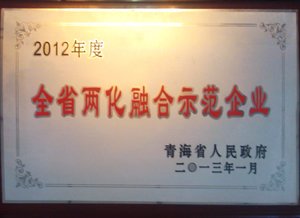 2012年度
全省两化融合示范企业
青海省人民政府
二〇一三年一月